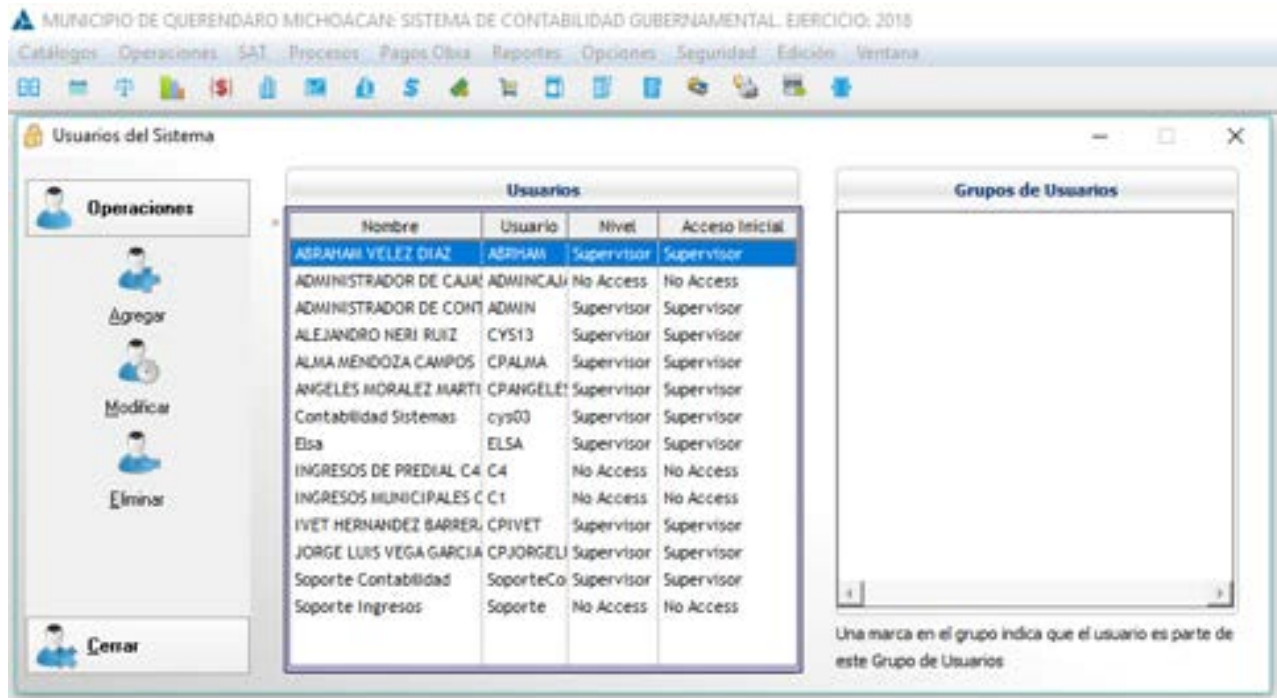 MUNICIPIO DE QUERENDARO MICHOACAN: SISTEMA DE CONTABILIDAD GUBERNAMENTAL. EJERCICIO: 2018
Catálogos Operaciones SAT Procesos Pagos Obra Reportes Opciones Seguridad Edición Ventana
Usuarios del Sistema
Operaciones
Agregar
Modificar
Eliminar
Cerrar
Usuarios
Nombre Usuario Nivel Acceso Inicial
ABRAHAM VELEZ DIAZ ABRHAM Supervisor Supervisor
ADMINISTRADOR DE CAJAS ADMINCAJ No Access No Access
ADMINISTRADOR DE CONT ADMIN Supervisor Supervisor
ALEJANDRO NERI RUIZ CYS13 Supervisor Supervisor
ALMA MENDOZA CAMPOS CPALMA Supervisor Supervisor
ANGELES MORALEZ MARTI CPANGELES Supervisor Supervisor
Contabilidad Sistemas cys03 Supervisor Supervisor
Elsa ELSA Supervisor Supervisor
INGRESOS DE PREDIAL C4 C4 No Access No Access
INGRESOS MUNICIPALES C C1 No Access No Access
IVET HERNANDEZ BARRER CPIVET Supervisor Supervisor
JORGE LUIS VEGA GARCIA CPJORGEL Supervisor Supervisor
Soporte Contabilidad SoporteCo Supervisor Supervisor
Soporte Ingresos Soporte No Access No Access
Grupos de Usuarios
Una marca en el grupo indica que el usuario es parte de
este Grupo de Usuarios